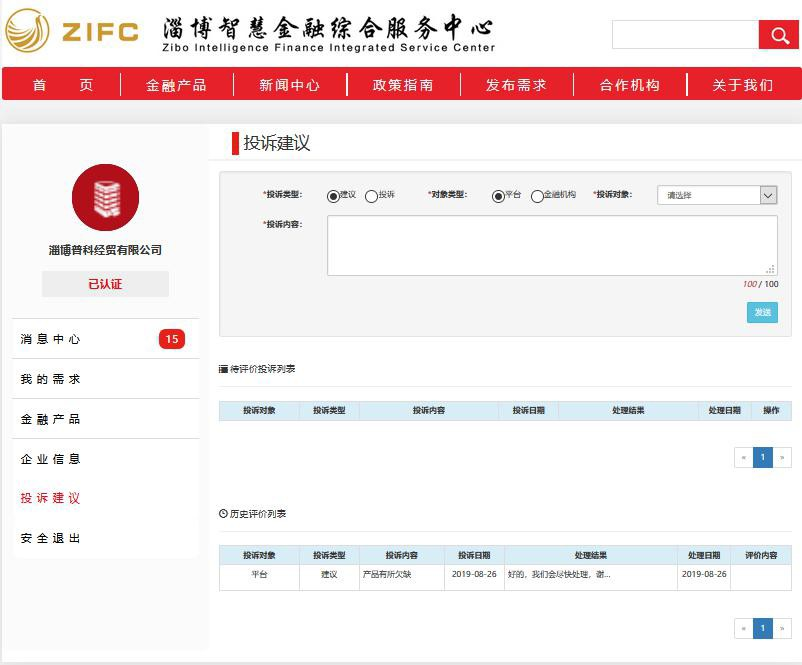 ZIFC 淄博智慧金融综合服务中心
Zibo Intelligence Finance Integrated Service Center
首 页 金融产品 新闻中心 政策指南 发布需求 合作机构 关于我们
淄博普科经贸有限公司
已认证
消息中心 15
我的需求
金融产品
企业信息
投诉建议
安全退出
投诉建议
*投诉类型: 建议 投诉 *对象类型: 平台 金融机构 *投诉对象: 请选择
*投诉内容:
100 / 100
发送
待评价投诉列表
投诉对象 投诉类型 投诉内容 投诉日期 处理结果 处理日期 操作
« 1 »
历史评价列表
投诉对象 投诉类型 投诉内容 投诉日期 处理结果 处理日期 评价内容
平台 建议 产品有所欠缺 2019-08-26 好的，我们会尽快处理，谢... 2019-08-26
« 1 »